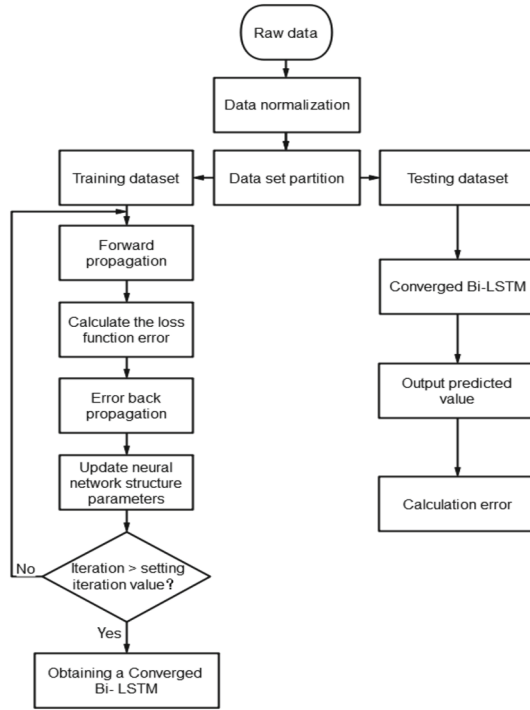 Raw data
Data normalization
Training dataset
Data set partition
Testing dataset
Forward
propagation
Calculate the loss
function error
Error back
propagation
Update neural
network structure
parameters
No
Iteration > setting
iteration value?
Yes
Obtaining a Converged
Bi- LSTM
Converged Bi-LSTM
Output predicted
value
Calculation error